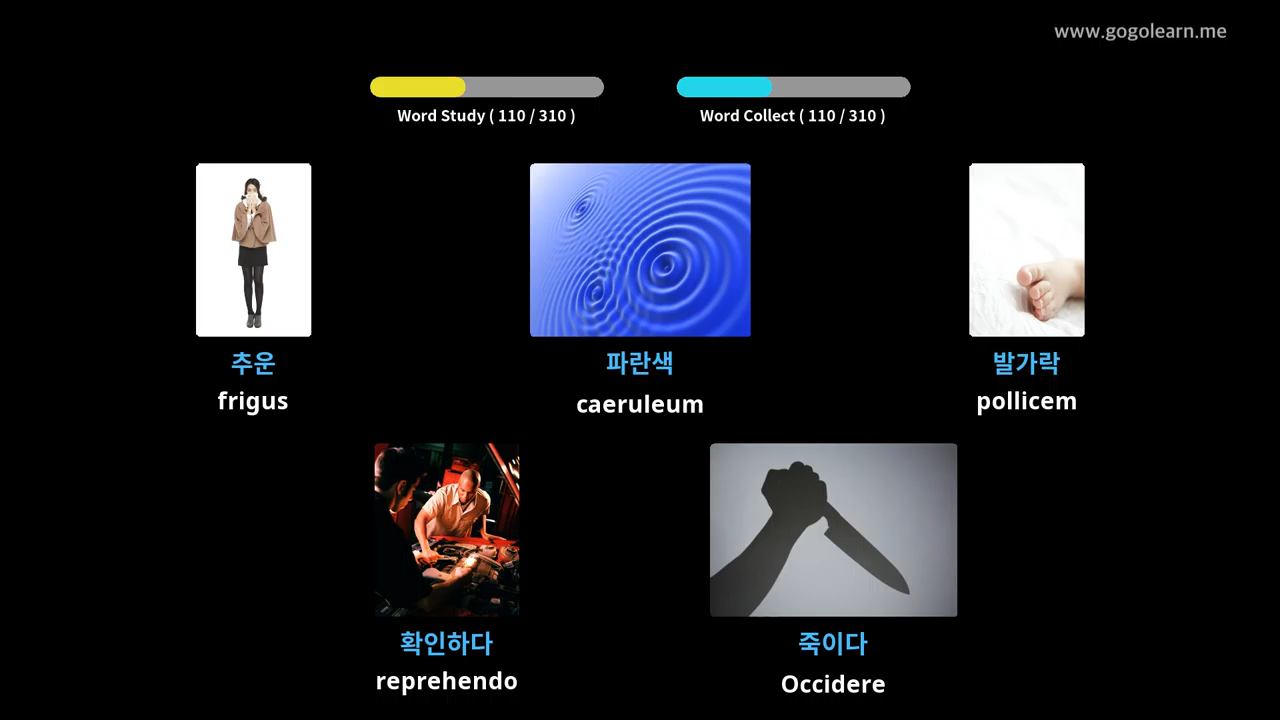 www.gogolearn.me
Word Study ( 110 / 310 )
Word Collect ( 110 / 310 )
추운
frigus
파란색
caeruleum
발가락
pollicem
확인하다
reprehendo
죽이다
Occidere